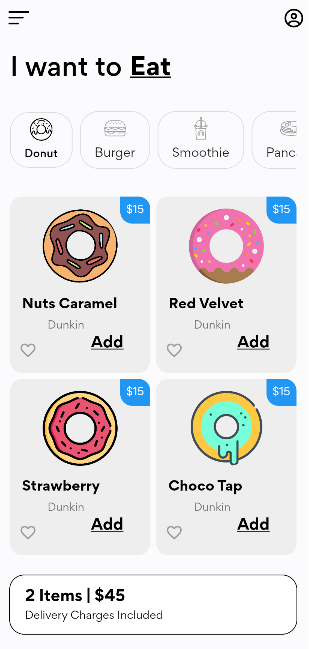 I want to Eat
Donut
Burger
Smoothie
Panc
$15
$15
Nuts Caramel
Red Velvet
Dunkin
Dunkin
Add
Add
$15
$15
Strawberry
Choco Tap
Dunkin
Dunkin
Add
Add
2 Items | $45
Delivery Charges Included